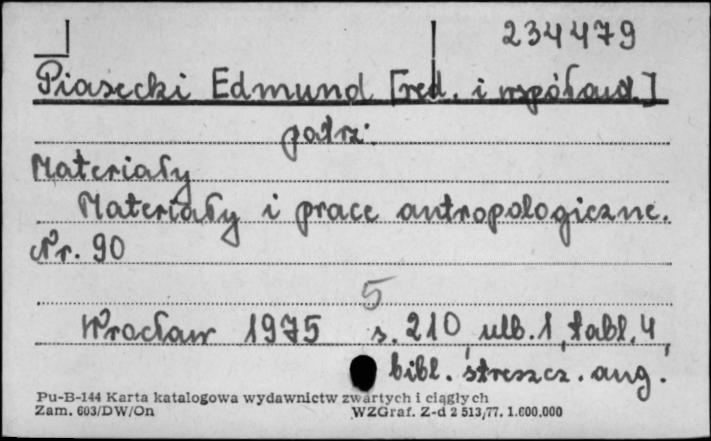 234479
Piasecki Edmund [red. i współaut.]
patrz:
Materiały
Materiały i prace antropologiczne.
Nr. 90
5
Wrocław 1975 s. 210 ulb. 1, tabl. 4,
bibl. streszcz. ang.
Pu-B-144 Karta katalogowa wydawnictw zwartych i ciągłych
Zam. 603/DW/On WZGraf. Z-d 2 513/77. 1.600.000